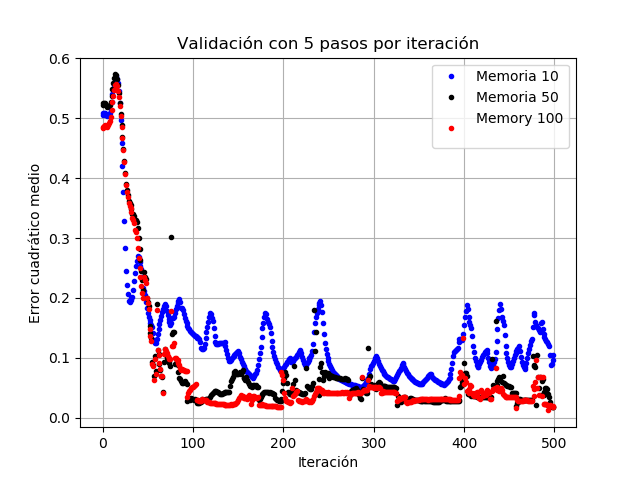 Validación con 5 pasos por iteración
Memoria 10
Memoria 50
Memory 100
Error cuadrático medio
0.6
0.5
0.4
0.3
0.2
0.1
0.0
0 100 200 300 400 500
Iteración